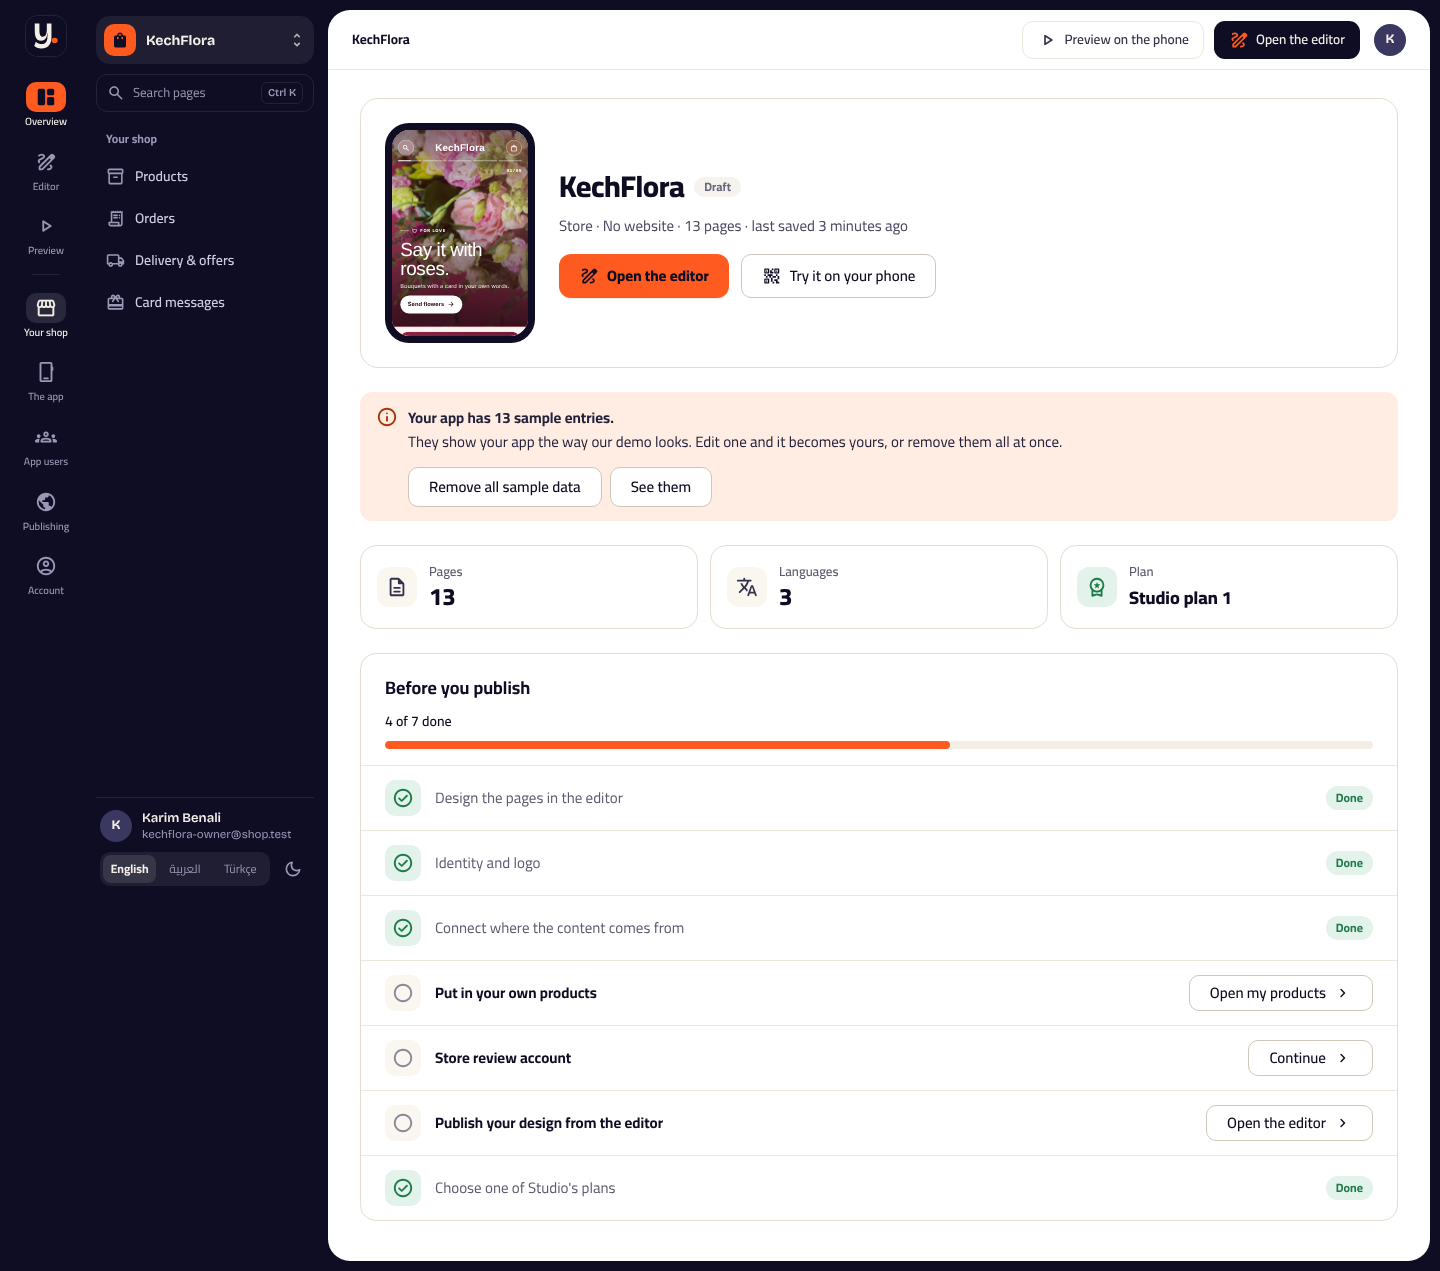 y.
KechFlora
Search pages
Ctrl K
Overview
Editor
Preview
Your shop
The app
App users
Publishing
Account
Your shop
Products
Orders
Delivery & offers
Card messages
K
Karim Benali
kechflora-owner@shop.test
English
العربية
Türkçe
KechFlora
Preview on the phone
Open the editor
K
KechFlora
FOR LOVE
Say it with
roses.
Bouquets with a card in your own words.
Send flowers
KechFlora
Draft
Store · No website · 13 pages · last saved 3 minutes ago
Open the editor
Try it on your phone
Your app has 13 sample entries.
They show your app the way our demo looks. Edit one and it becomes yours, or remove them all at once.
Remove all sample data
See them
Pages
13
Languages
3
Plan
Studio plan 1
Before you publish
4 of 7 done
Design the pages in the editor
Done
Identity and logo
Done
Connect where the content comes from
Done
Put in your own products
Open my products
Store review account
Continue
Publish your design from the editor
Open the editor
Choose one of Studio's plans
Done